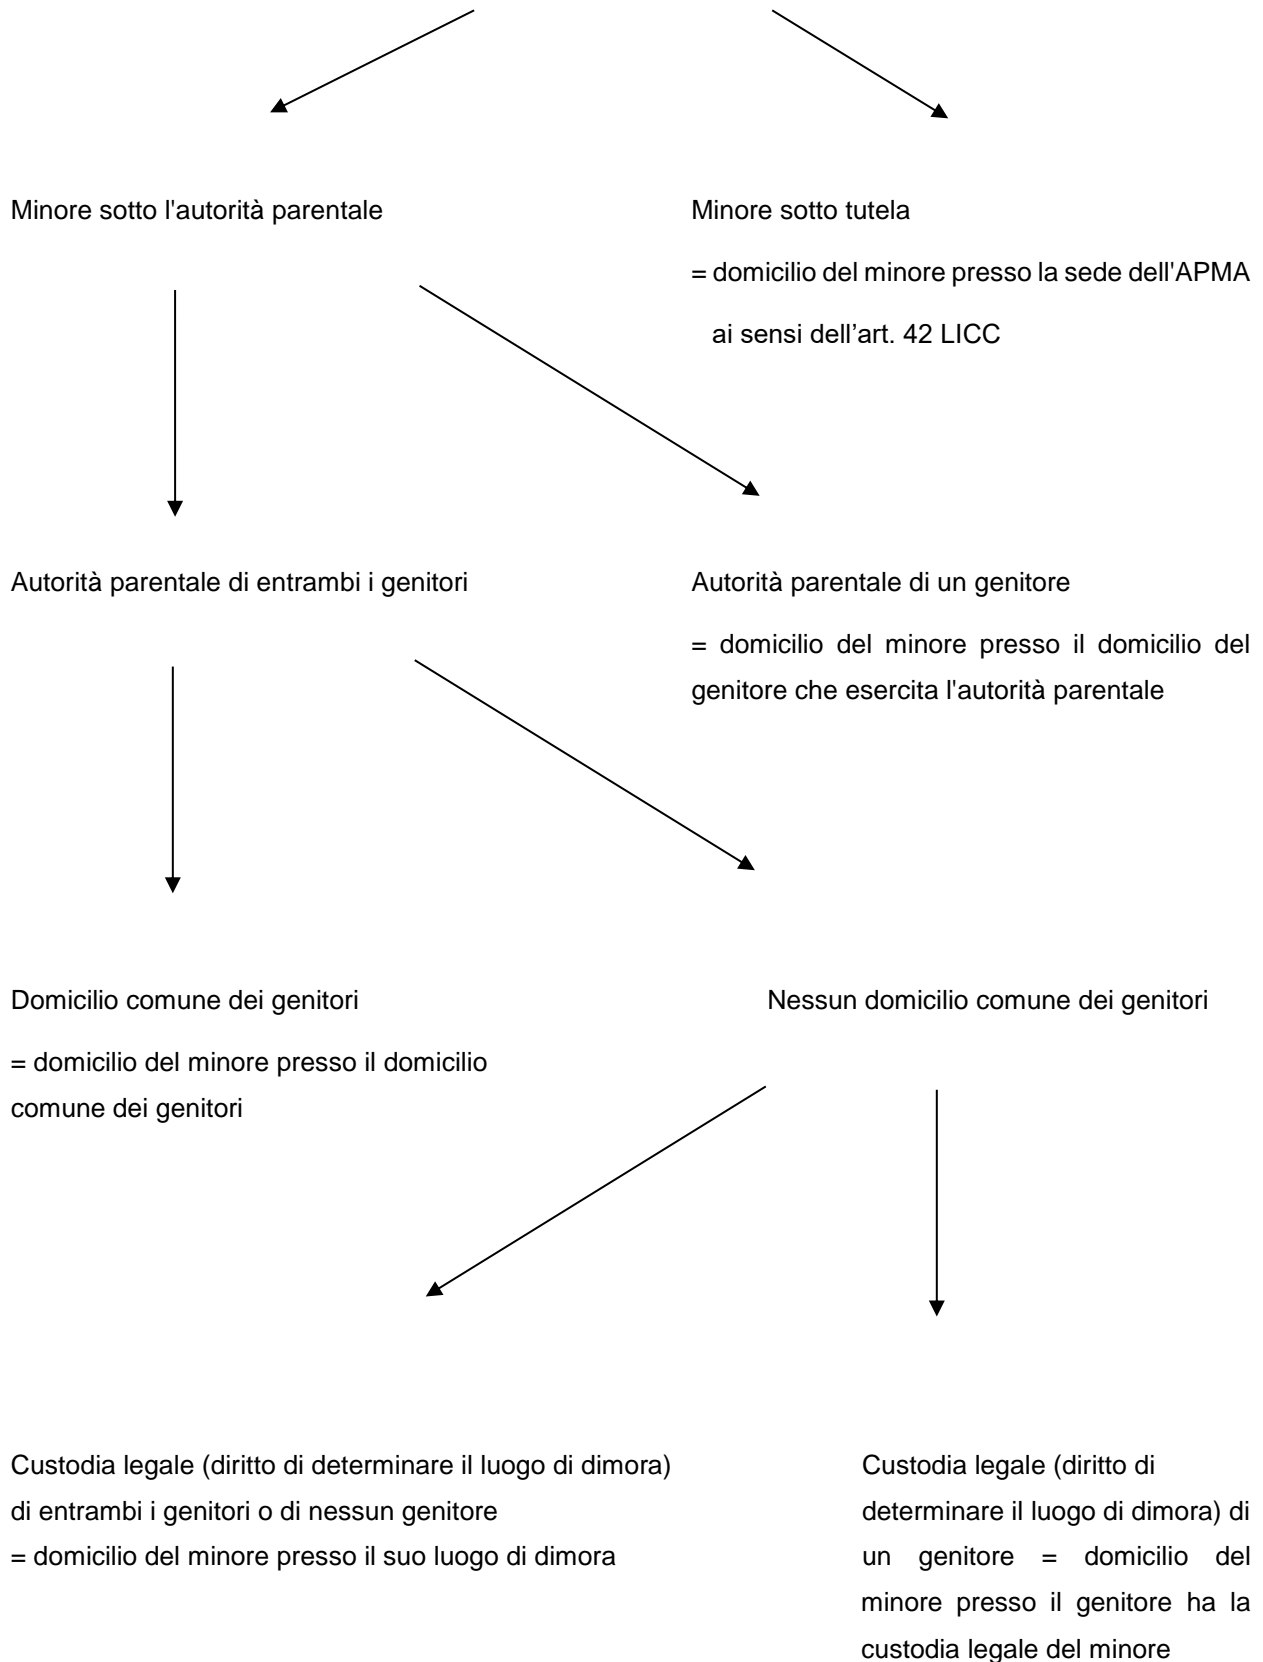 Minore sotto l'autorità parentale
Minore sotto tutela
= domicilio del minore presso la sede dell'APMA
ai sensi dell’art. 42 LICC
Autorità parentale di entrambi i genitori
Autorità parentale di un genitore
= domicilio del minore presso il domicilio del
genitore che esercita l'autorità parentale
Domicilio comune dei genitori
= domicilio del minore presso il domicilio
comune dei genitori
Nessun domicilio comune dei genitori
Custodia legale (diritto di determinare il luogo di dimora)
di entrambi i genitori o di nessun genitore
= domicilio del minore presso il suo luogo di dimora
Custodia legale (diritto di
determinare il luogo di dimora) di
un genitore = domicilio del
minore presso il genitore ha la
custodia legale del minore